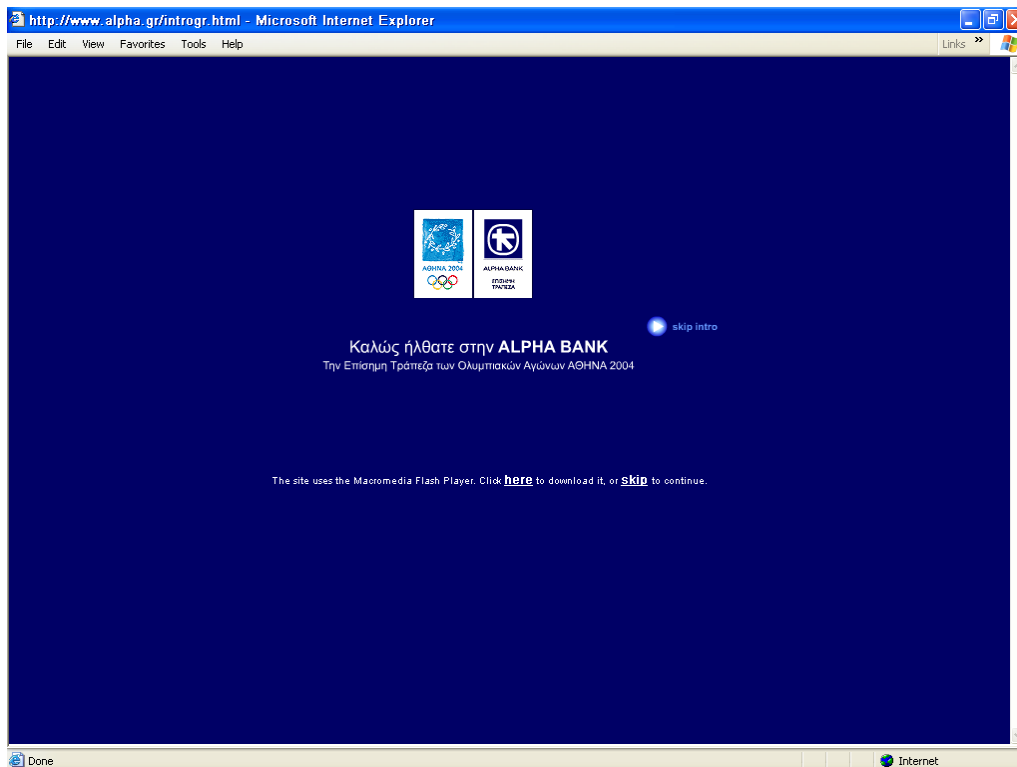 http://www.alpha.gr/introgr.html - Microsoft Internet Explorer
File Edit View Favorites Tools Help
Links »
ΑΘΗΝΑ 2004
ALPHA BANK
ΕΠΙΣΗΜΗ
ΤΡΑΠΕΖΑ
skip intro
Καλώς ήλθατε στην ALPHA BANK
Την Επίσημη Τράπεζα των Ολυμπιακών Αγώνων ΑΘΗΝΑ 2004
The site uses the Macromedia Flash Player. Click here to download it, or skip to continue.
Done
Internet